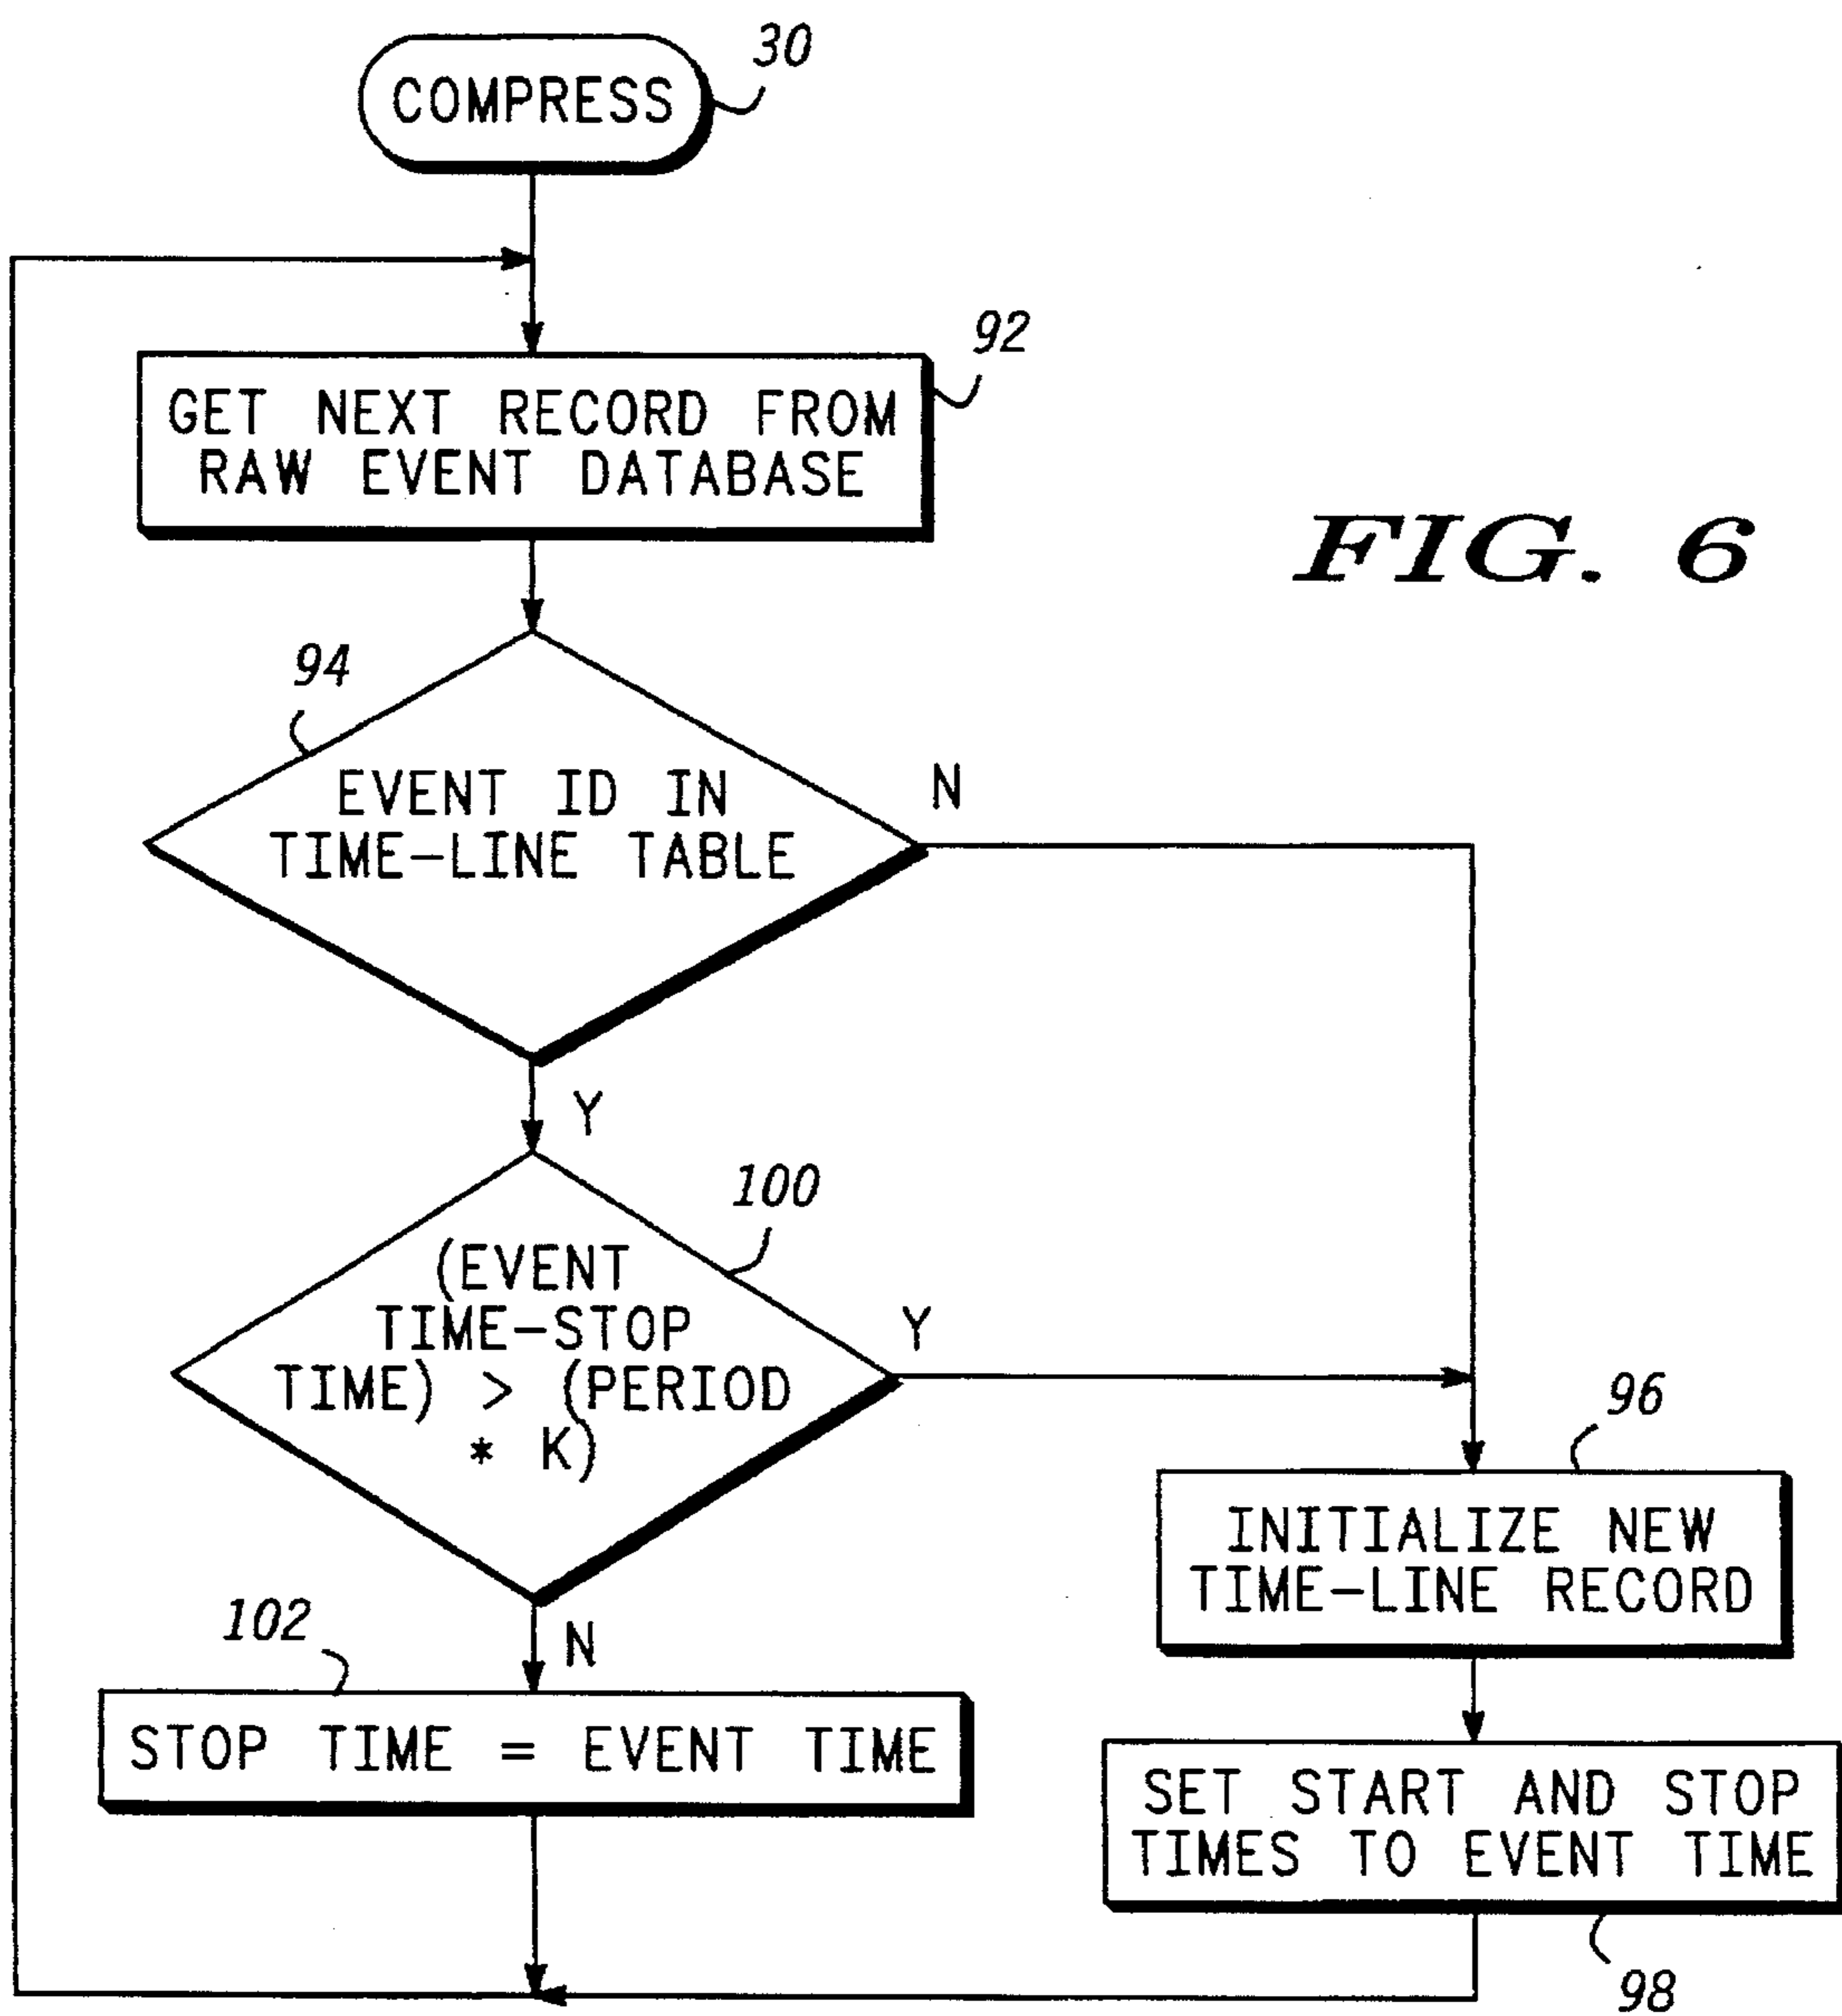 30
COMPRESS
92
GET NEXT RECORD FROM
RAW EVENT DATABASE
FIG. 6
94
EVENT ID IN
TIME-LINE TABLE
N
Y
100
(EVENT
TIME-STOP
TIME) > (PERIOD
* K)
Y
N
96
INITIALIZE NEW
TIME-LINE RECORD
102
STOP TIME = EVENT TIME
SET START AND STOP
TIMES TO EVENT TIME
98